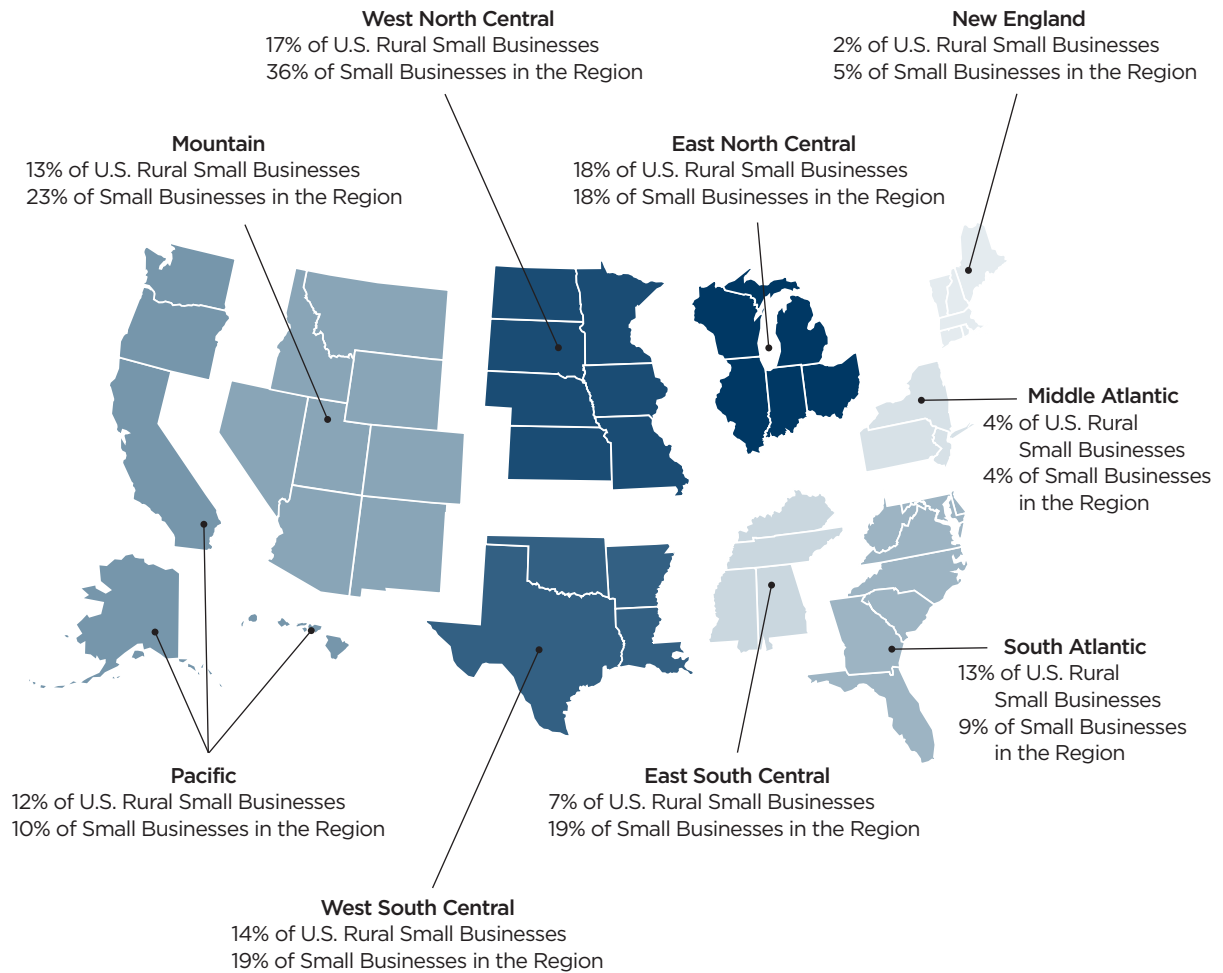 West North Central
17% of U.S. Rural Small Businesses
36% of Small Businesses in the Region
New England
2% of U.S. Rural Small Businesses
5% of Small Businesses in the Region
Mountain
13% of U.S. Rural Small Businesses
23% of Small Businesses in the Region
East North Central
18% of U.S. Rural Small Businesses
18% of Small Businesses in the Region
Middle Atlantic
4% of U.S. Rural
Small Businesses
4% of Small Businesses
in the Region
South Atlantic
13% of U.S. Rural
Small Businesses
9% of Small Businesses
in the Region
Pacific
12% of U.S. Rural Small Businesses
10% of Small Businesses in the Region
East South Central
7% of U.S. Rural Small Businesses
19% of Small Businesses in the Region
West South Central
14% of U.S. Rural Small Businesses
19% of Small Businesses in the Region